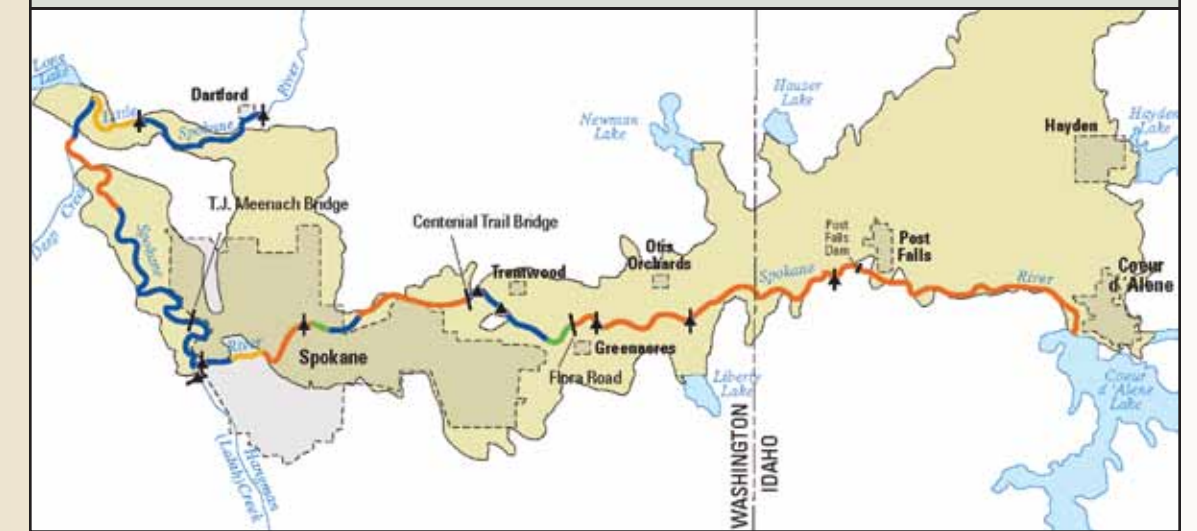 Long
Lake
Little
Spokane
River
Dartford
Deep
Creek
Spokane
T.J. Meenach Bridge
River
Spokane
Hangman
(Latah) Creek
Centenial Trail Bridge
Trentwood
Otis
Orchards
Greenacres
Flora Road
Newman
Lake
Hauser
Lake
Liberty
Lake
WASHINGTON
IDAHO
Spokane
River
Post
Falls
Dam
Post
Falls
Hayden
Hayden
Lake
Coeur
d'Alene
Coeur
d'Alene
Lake